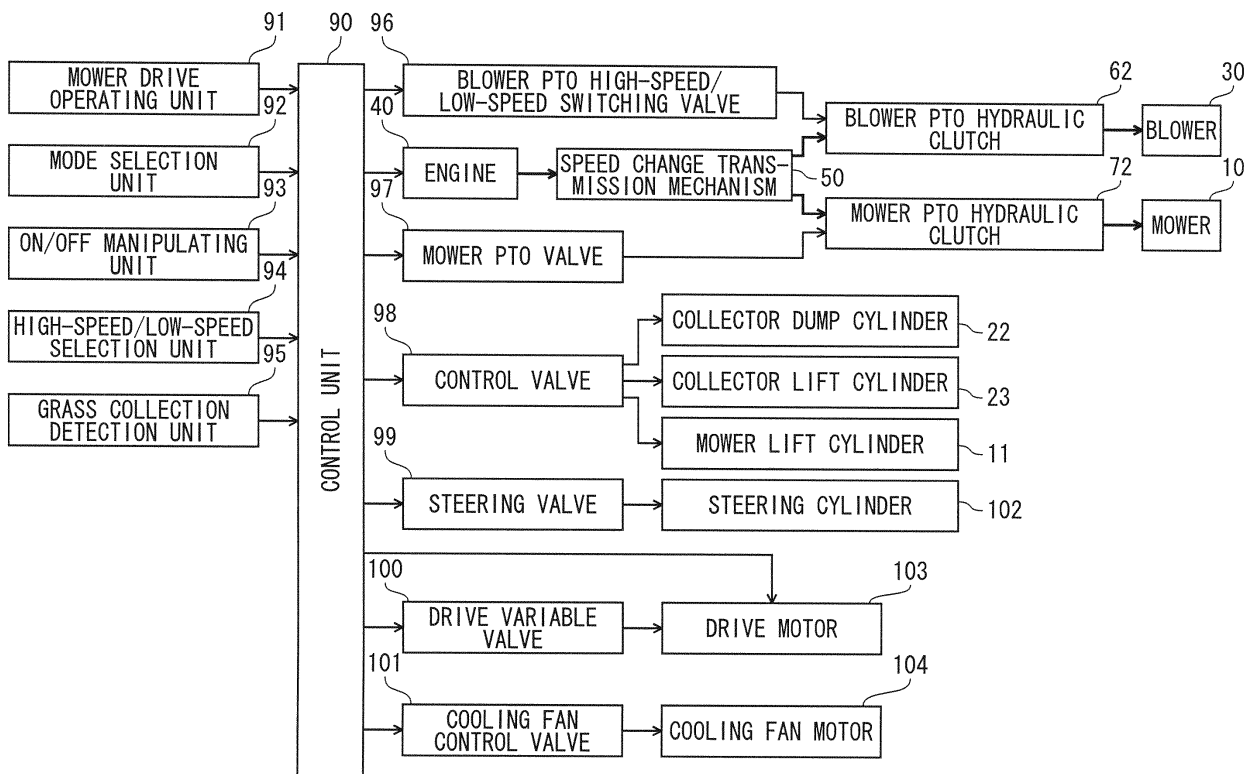 91
90
96
MOWER DRIVE
OPERATING UNIT
92
BLOWER PTO HIGH-SPEED/
LOW-SPEED SWITCHING VALVE
40
62
30
BLOWER PTO HYDRAULIC
CLUTCH
BLOWER
MODE SELECTION
UNIT
93
ENGINE
97
SPEED CHANGE TRANS-
MISSION MECHANISM
50
72
10
MOWER PTO HYDRAULIC
CLUTCH
MOWER
ON/OFF MANIPULATING
UNIT
94
MOWER PTO VALVE
HIGH-SPEED/LOW-SPEED
SELECTION UNIT
95
98
COLLECTOR DUMP CYLINDER
22
CONTROL VALVE
COLLECTOR LIFT CYLINDER
23
GRASS COLLECTION
DETECTION UNIT
CONTROL UNIT
99
MOWER LIFT CYLINDER
11
STEERING VALVE
STEERING CYLINDER
102
100
103
DRIVE VARIABLE
VALVE
DRIVE MOTOR
101
104
COOLING FAN
CONTROL VALVE
COOLING FAN MOTOR